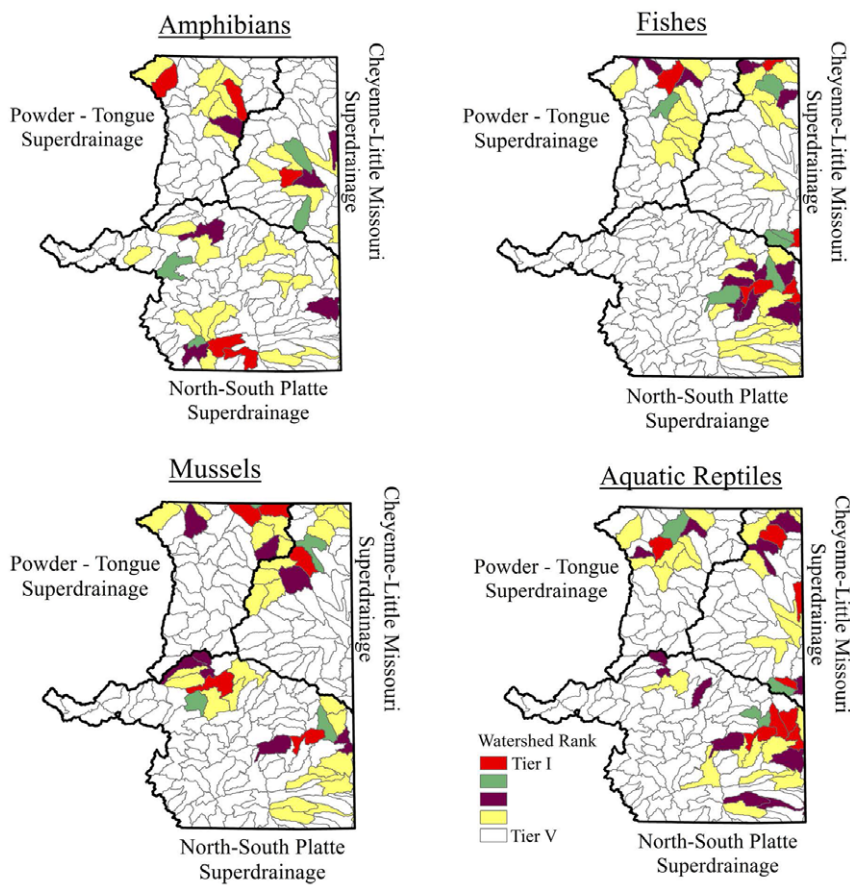 Amphibians
Powder - Tongue
Superdrainage
Cheyenne-Little Missouri
Superdrainage
North-South Platte
Superdrainage
Fishes
Powder - Tongue
Superdrainage
Cheyenne-Little Missouri
Superdrainage
North-South Platte
Superdraiange
Mussels
Powder - Tongue
Superdrainage
Cheyenne-Little Missouri
Superdrainage
North-South Platte
Superdrainage
Aquatic Reptiles
Powder - Tongue
Superdrainage
Cheyenne-Little Missouri
Superdrainage
Watershed Rank
Tier I
Tier V
North-South Platte
Superdrainage